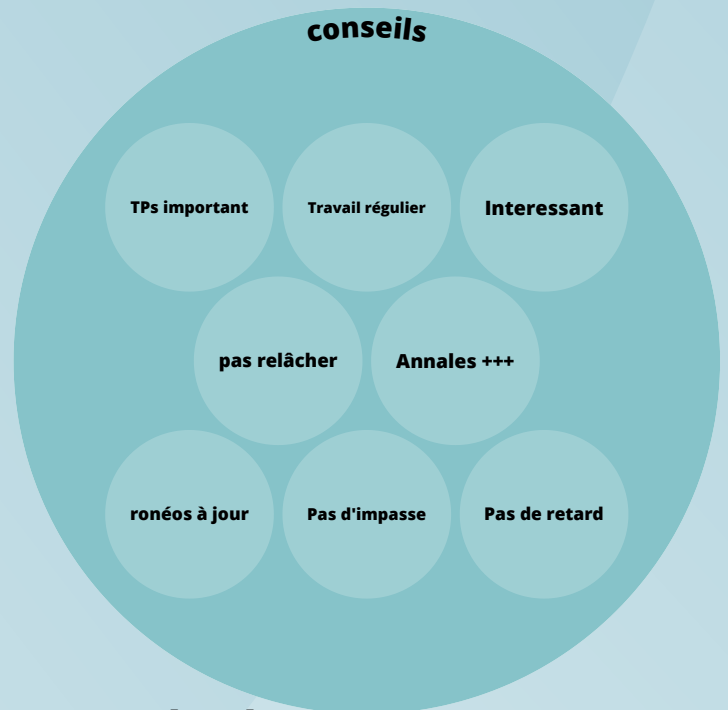 conseils
TPs important
Travail régulier
Interessant
pas relâcher
Annales +++
ronéos à jour
Pas d'impasse
Pas de retard